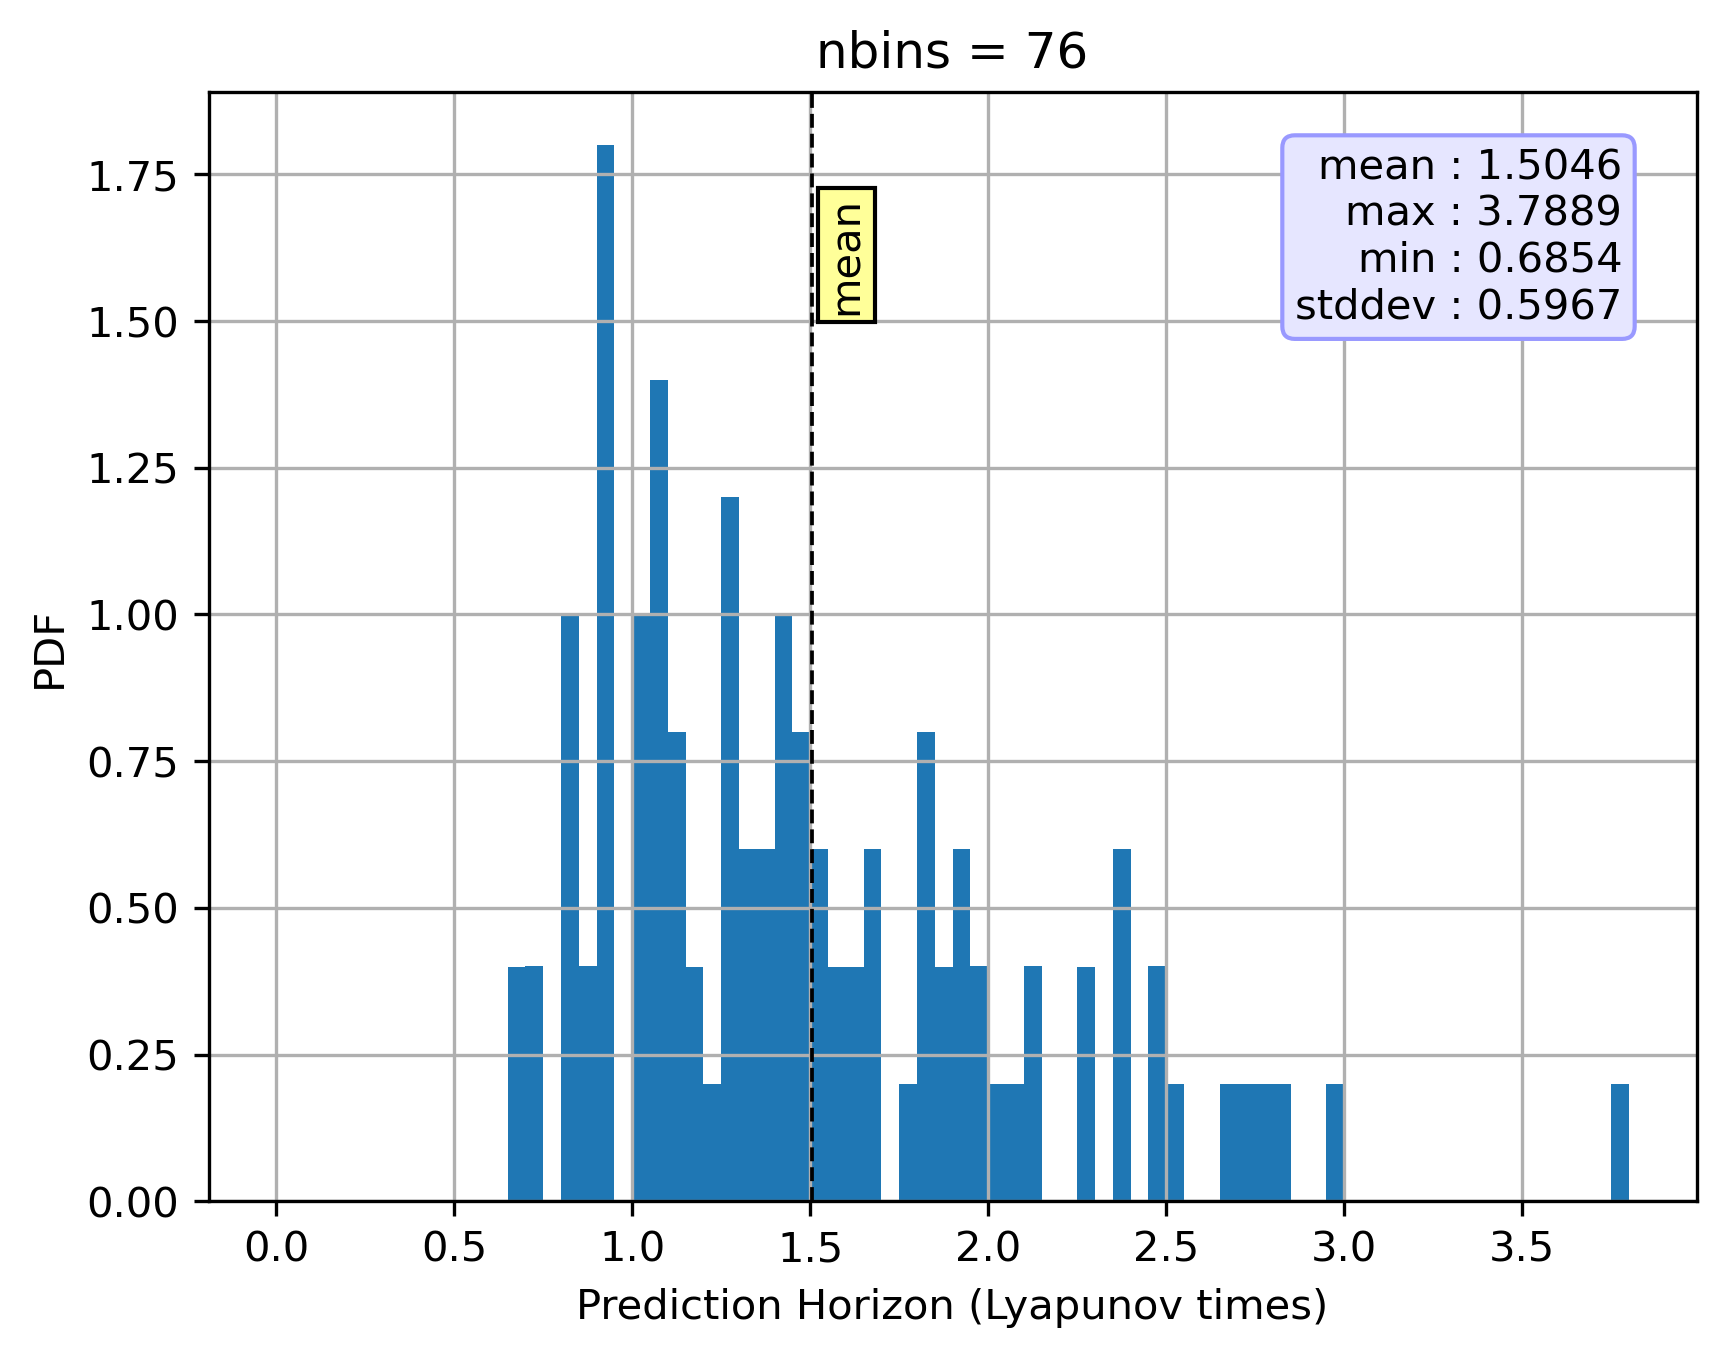 nbins = 76
mean : 1.5046
max : 3.7889
min : 0.6854
stddev : 0.5967
mean
PDF
1.75
1.50
1.25
1.00
0.75
0.50
0.25
0.00
0.0 0.5 1.0 1.5 2.0 2.5 3.0 3.5
Prediction Horizon (Lyapunov times)